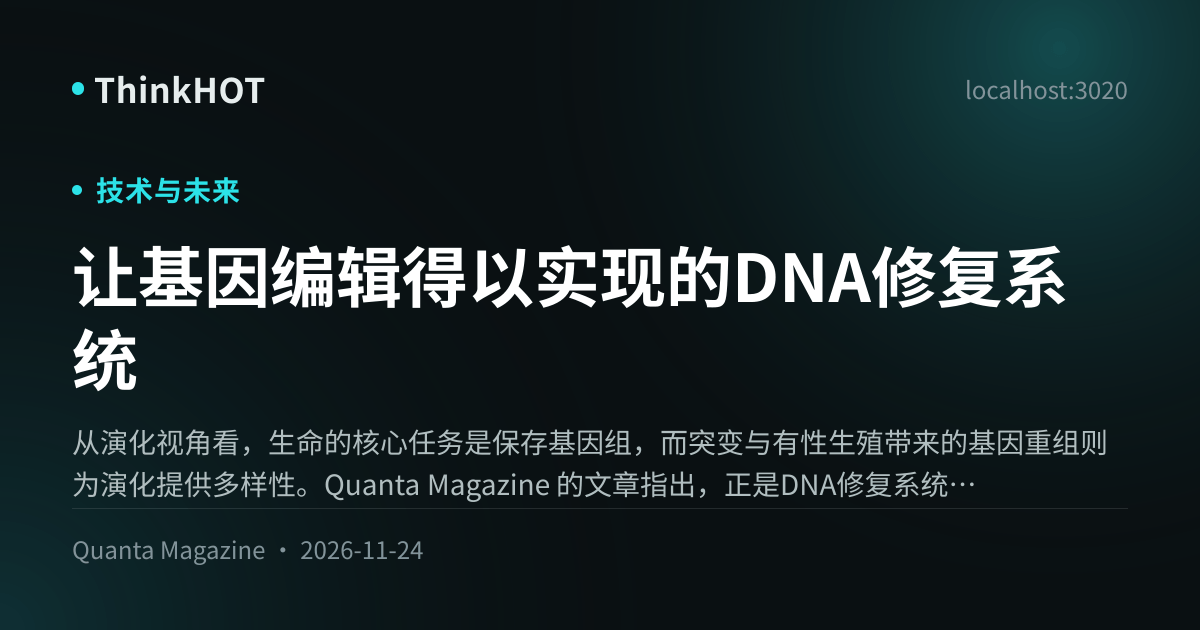 ThinkHOT
localhost:3020
技术与未来
让基因编辑得以实现的DNA修复系
统
从演化视角看，生命的核心任务是保存基因组，而突变与有性生殖带来的基因重组则
为演化提供多样性。Quanta Magazine 的文章指出，正是DNA修复系统…
Quanta Magazine · 2026-11-24